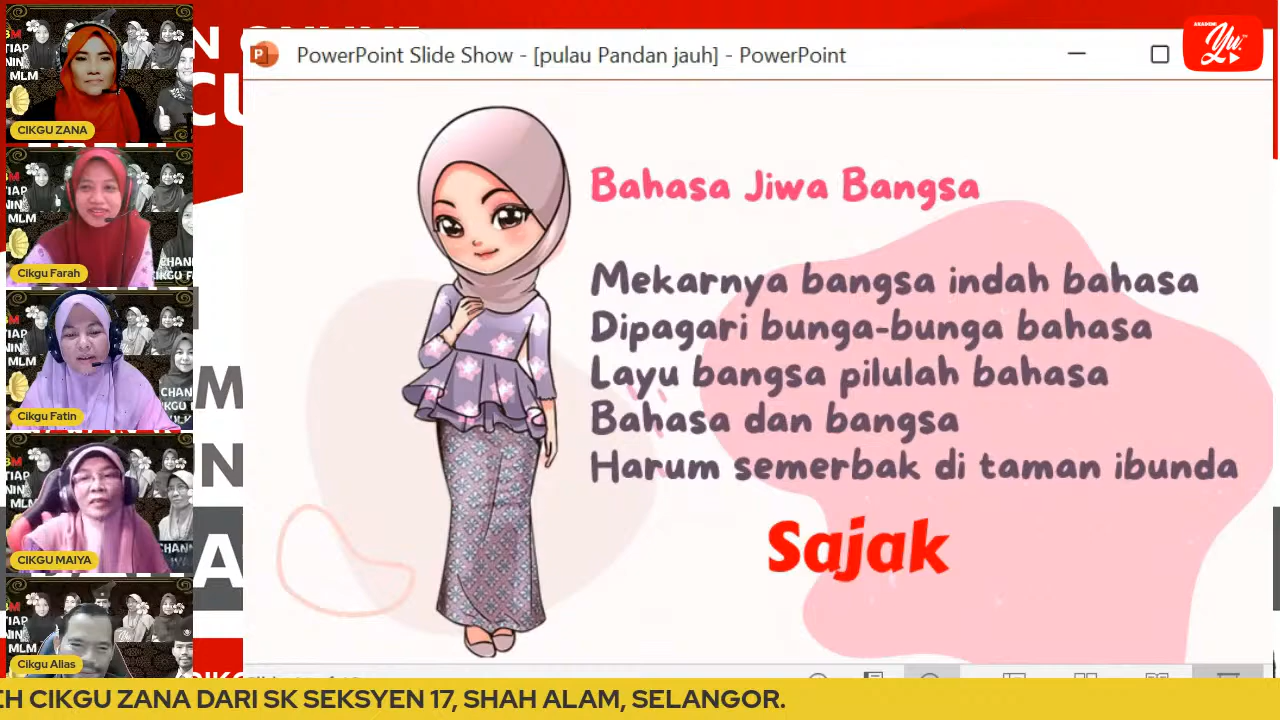 PowerPoint Slide Show - [pulau Pandan jauh] - PowerPoint
AKADEMI
Yu
CIKGU ZANA
Cikgu Farah
Cikgu Fatin
CIKGU MAIYA
Cikgu Allas
Bahasa Jiwa Bangsa
Mekarnya bangsa indah bahasa
Dipagari bunga-bunga bahasa
Layu bangsa pilulah bahasa
Bahasa dan bangsa
Harum semerbak di taman ibunda
Sajak
CIKGU ZANA DARI SK SEKSYEN 17, SHAH ALAM, SELANGOR.